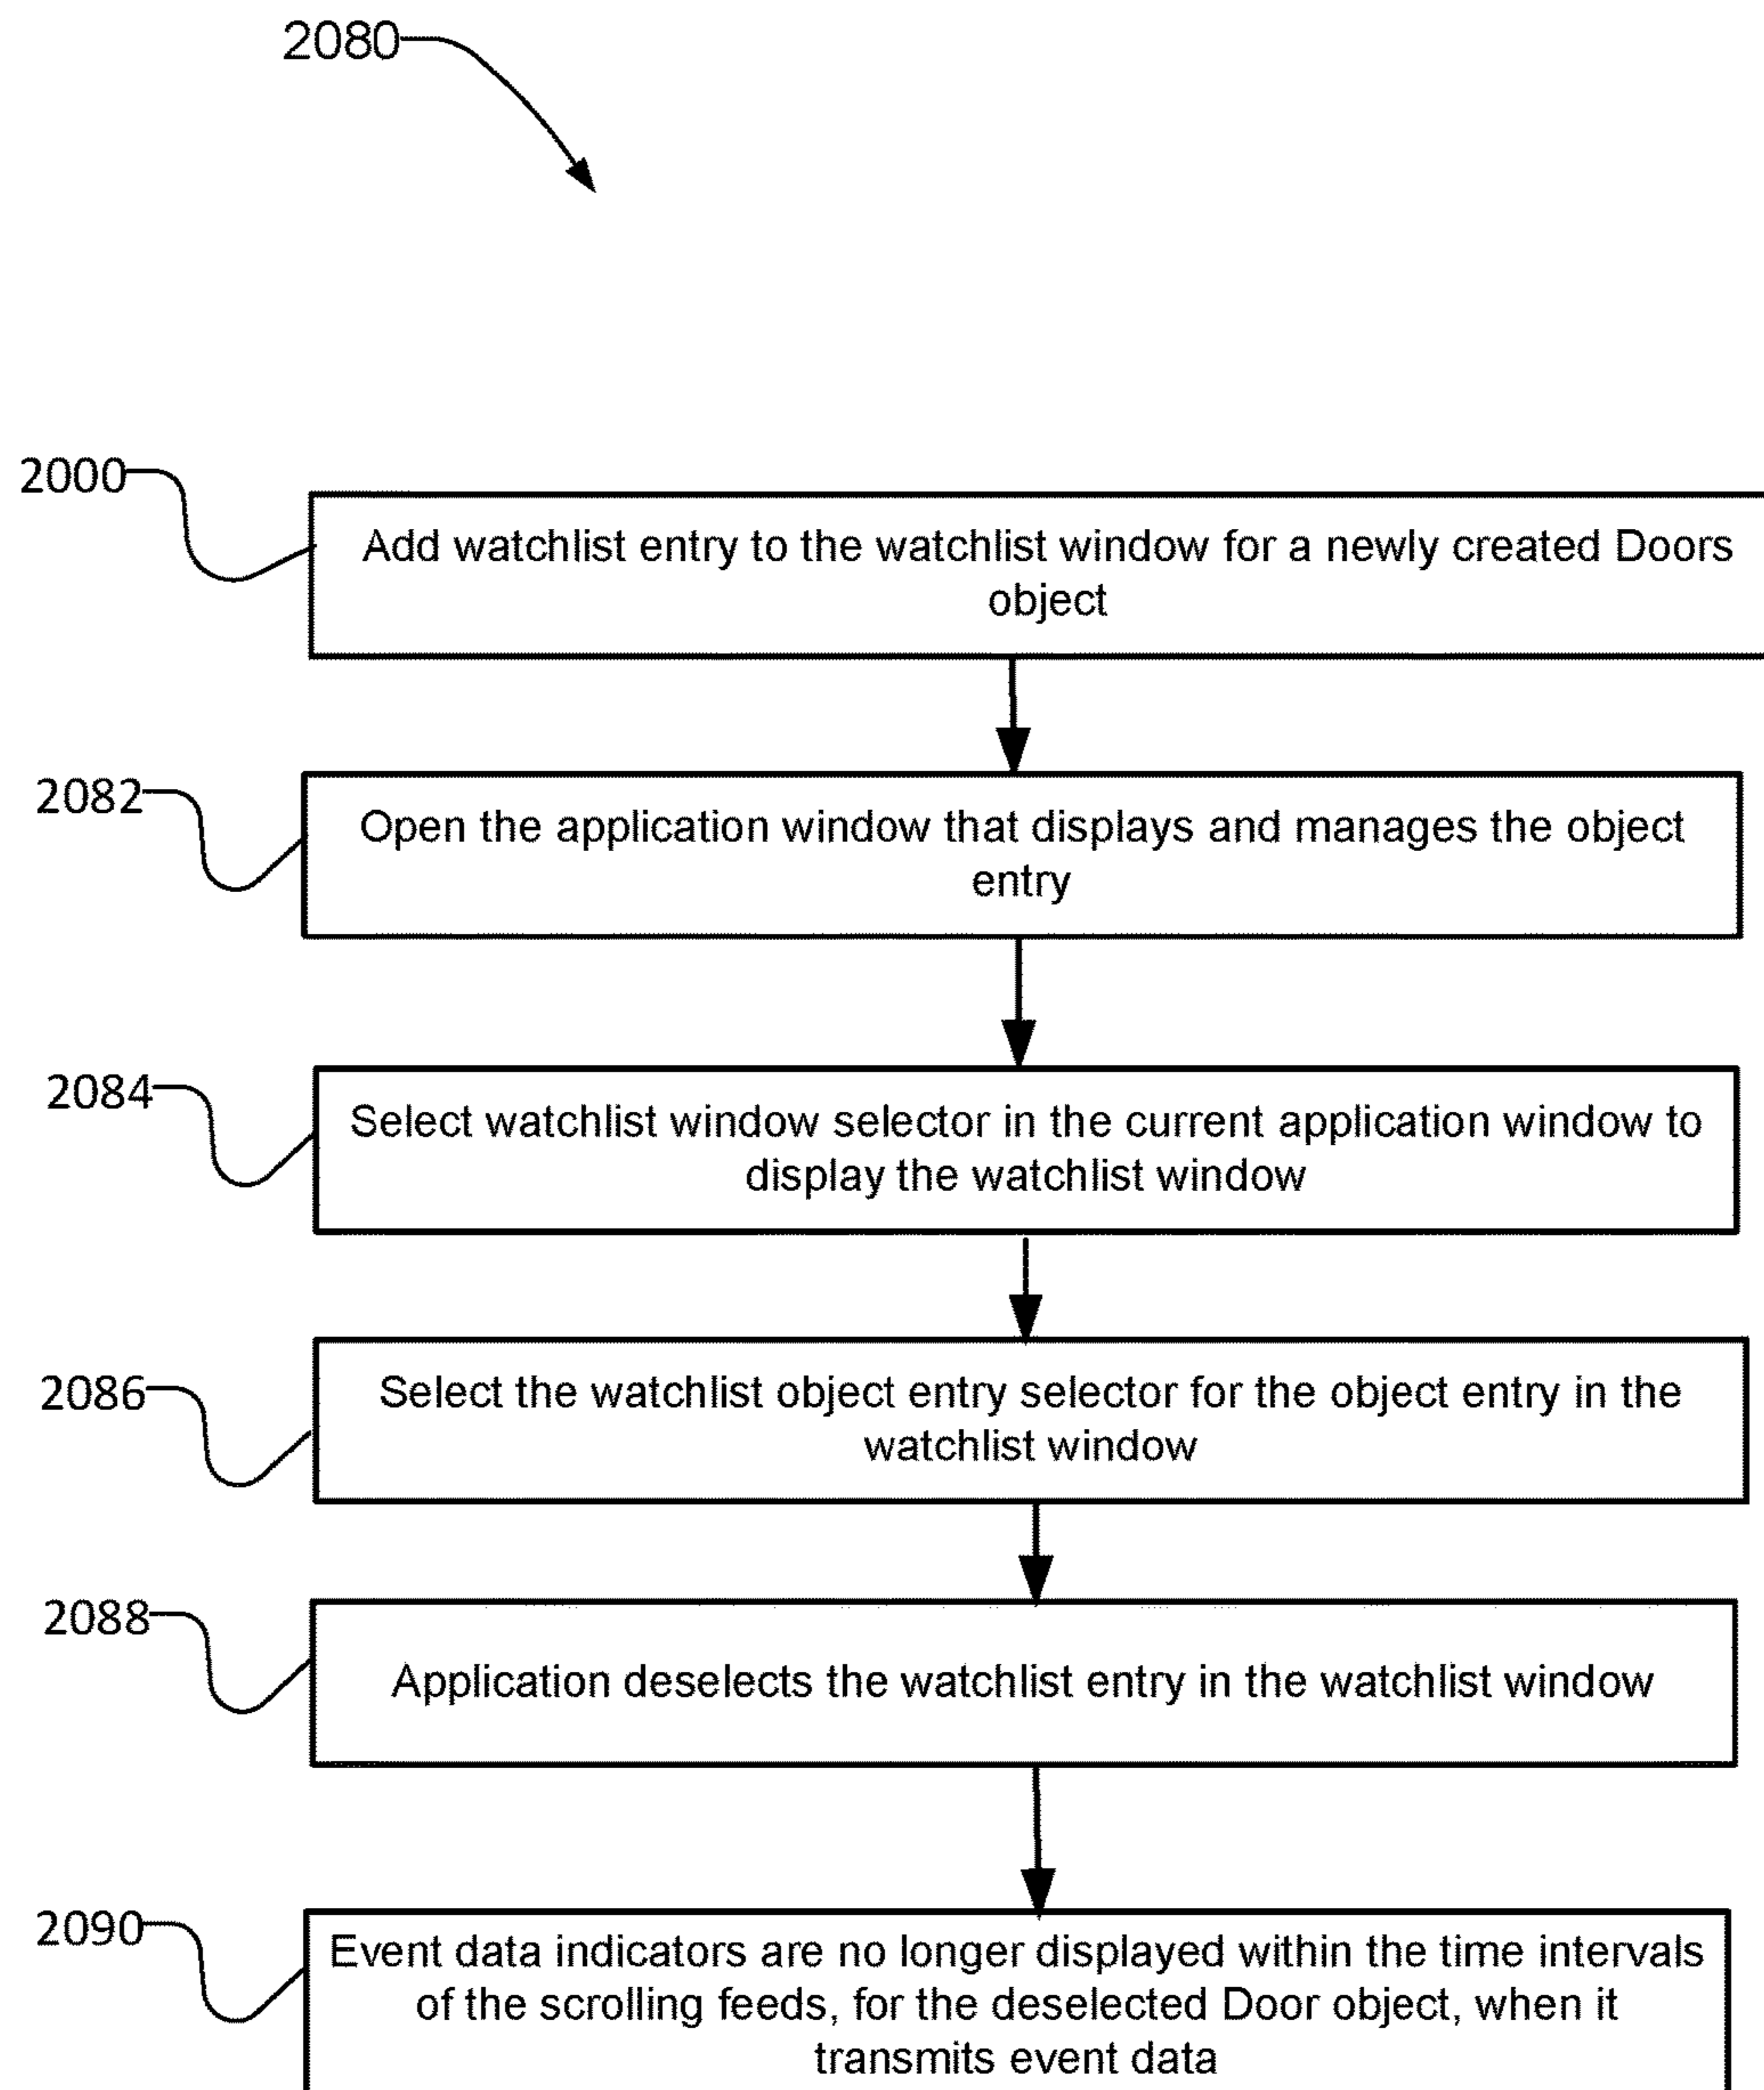 2080
2000
Add watchlist entry to the watchlist window for a newly created Doors
object
2082
Open the application window that displays and manages the object
entry
2084
Select watchlist window selector in the current application window to
display the watchlist window
2086
Select the watchlist object entry selector for the object entry in the
watchlist window
2088
Application deselects the watchlist entry in the watchlist window
2090
Event data indicators are no longer displayed within the time intervals
of the scrolling feeds, for the deselected Door object, when it
transmits event data